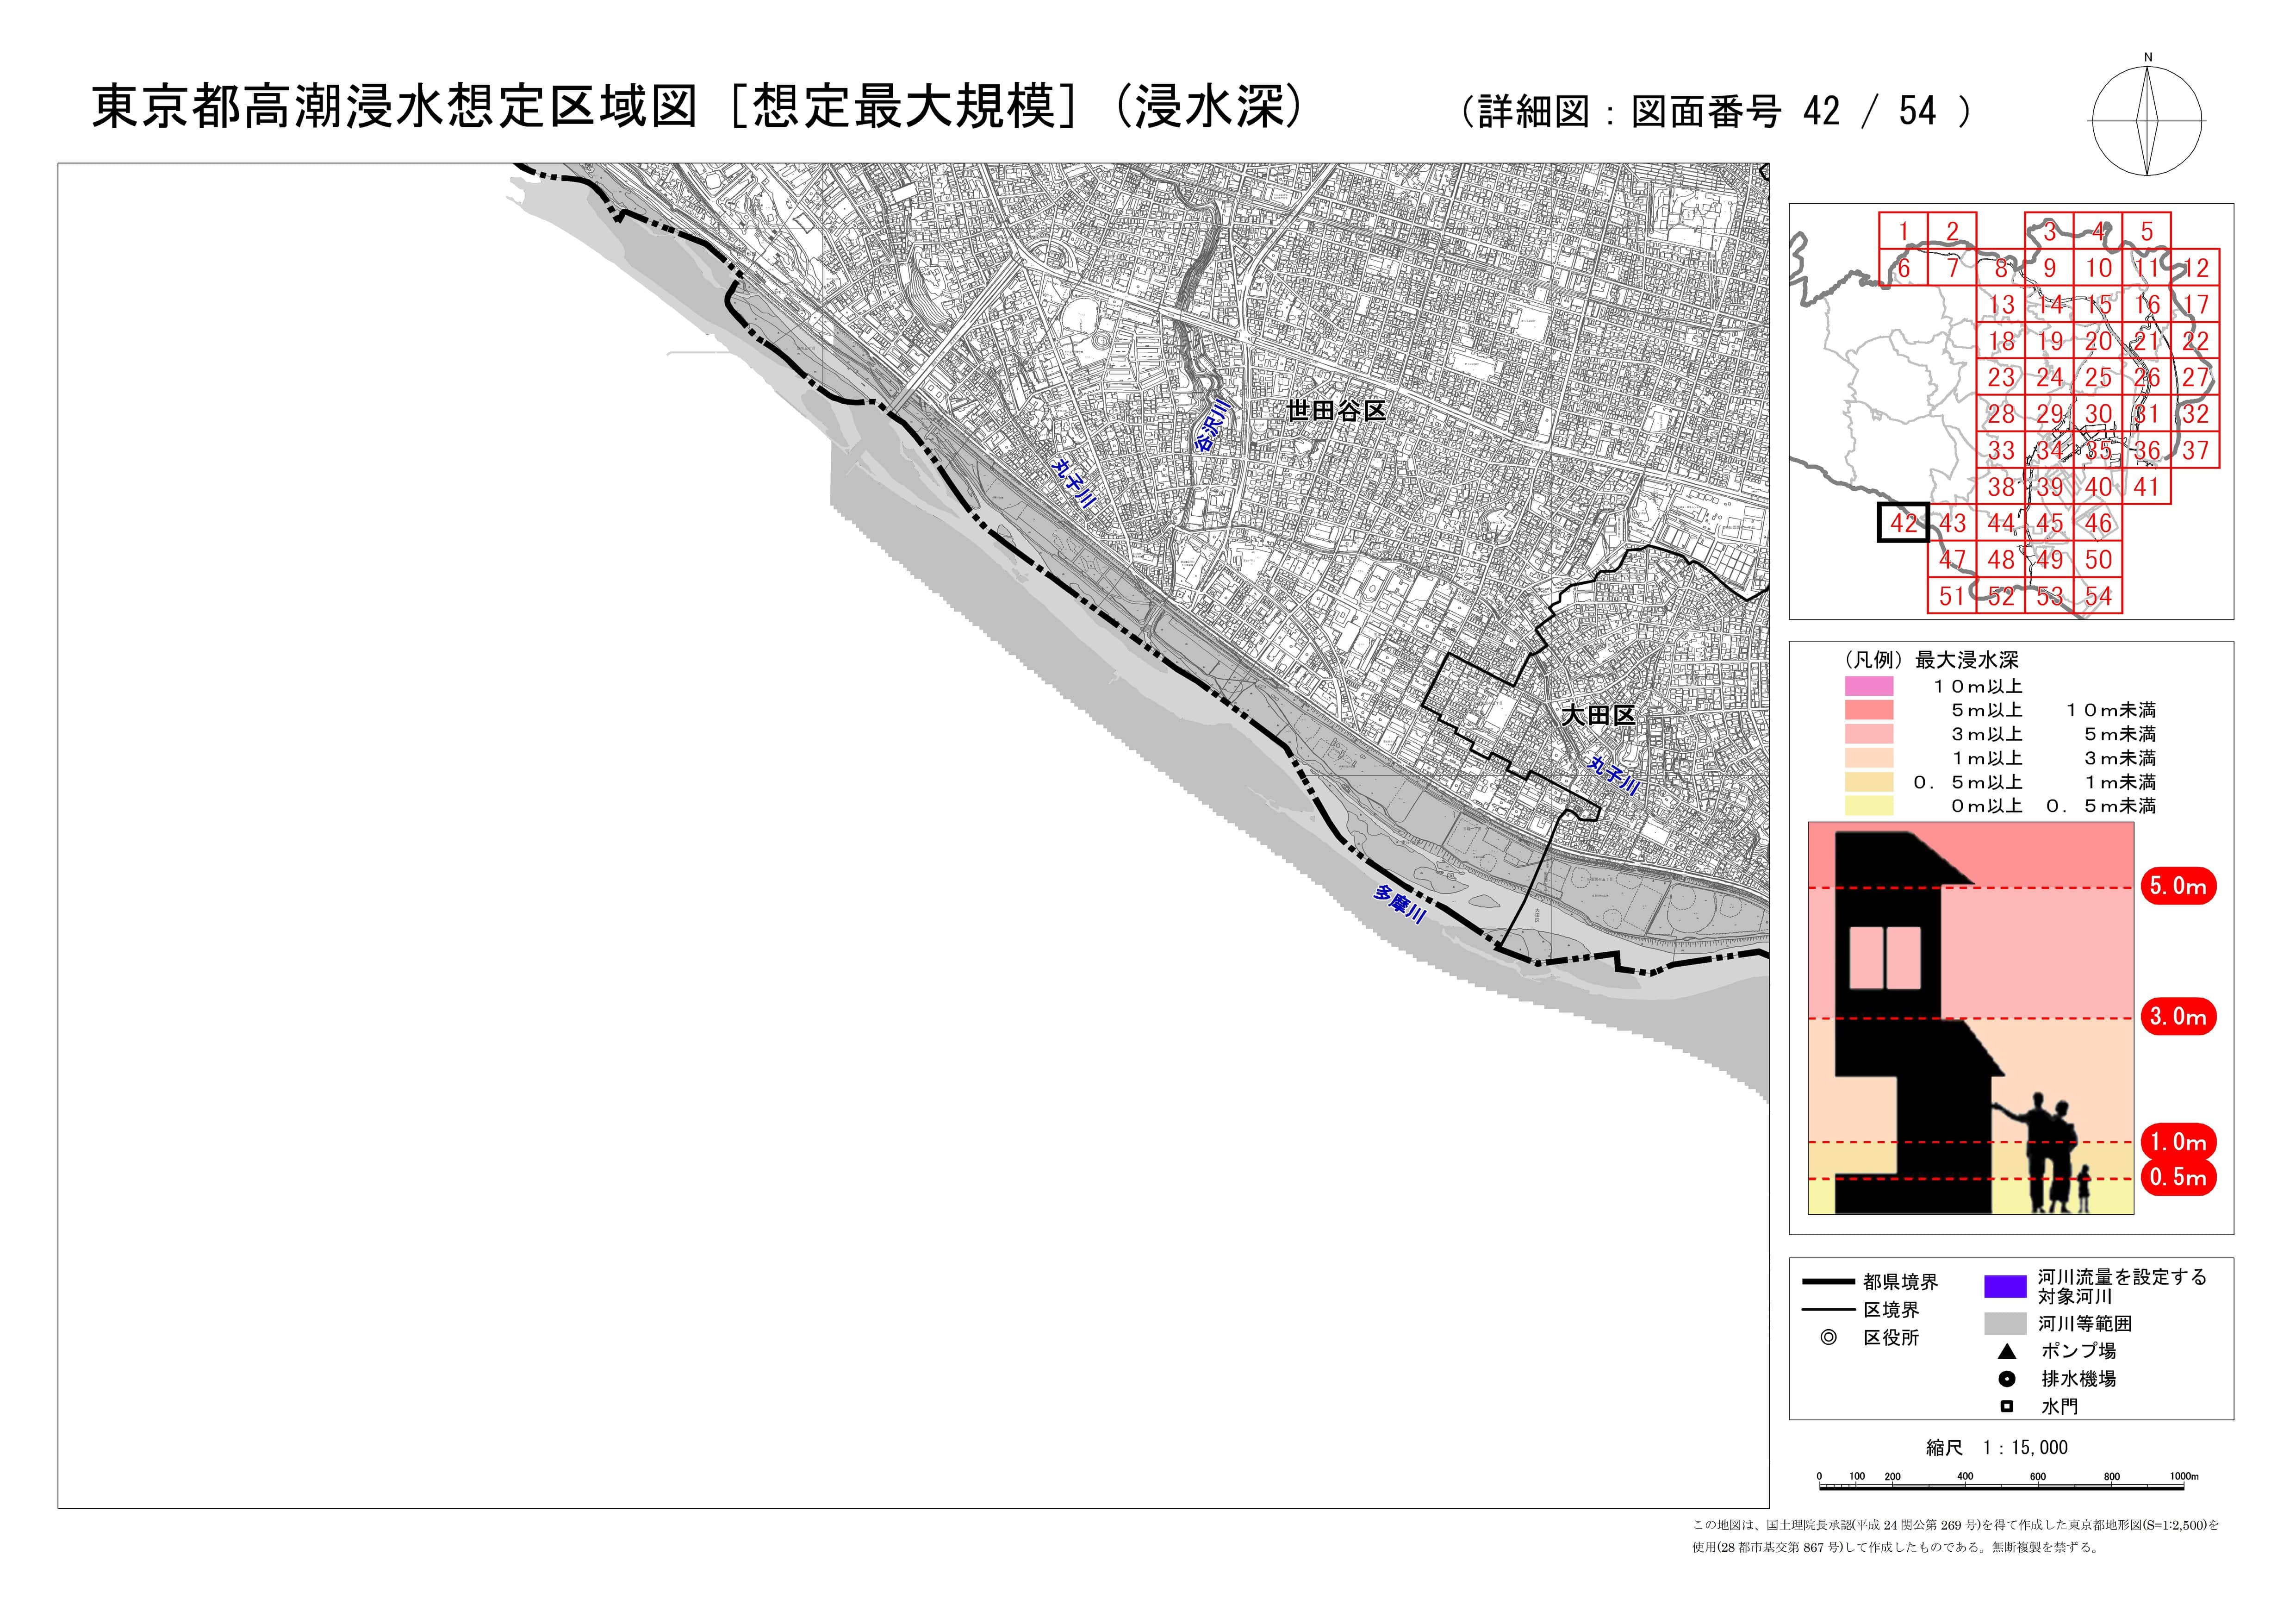 東京都高潮浸水想定区域図［想定最大規模］（浸水深）
（詳細図：図面番号 42 / 54 ）
N
1 2 3 4 5
6 7 8 9 10 11 12
13 14 15 16 17
18 19 20 21 22
23 24 25 26 27
28 29 30 31 32
33 34 35 36 37
38 39 40 41
42 43 44 45 46
47 48 49 50
51 52 53 54
世田谷区
谷沢川
丸子川
大田区
丸子川
多摩川
（凡例）最大浸水深
１０ｍ以上
５ｍ以上 １０ｍ未満
３ｍ以上 ５ｍ未満
１ｍ以上 ３ｍ未満
０．５ｍ以上 １ｍ未満
０ｍ以上 ０．５ｍ未満
5.0m
3.0m
1.0m
0.5m
都県境界
区境界
区役所
河川流量を設定する
対象河川
河川等範囲
ポンプ場
排水機場
水門
縮尺 1：15,000
0 100 200 400 600 800 1000m
この地図は、国土地理院長承認(平成 24 関公第 269 号)を得て作成した東京都地形図(S=1:2,500)を
使用(28 都市基交第 867 号)して作成したものである。無断複製を禁ずる。